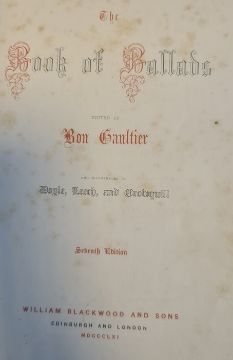 The
Book of Ballads
EDITED BY
Bon Gaultier
AND ILLUSTRATED BY
Doyle, Leech, and Crowquill
Seventh Edition
WILLIAM BLACKWOOD AND SONS
EDINBURGH AND LONDON
MDCCCLXI